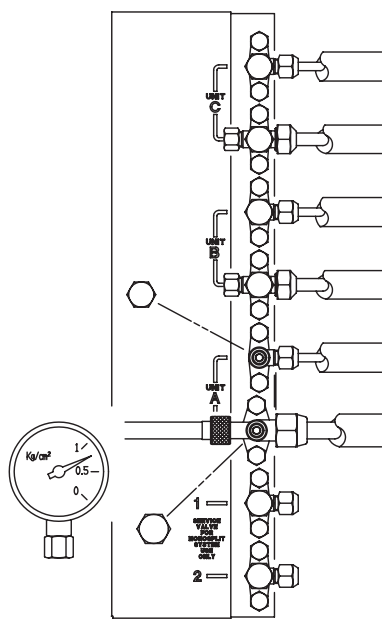 UNIT
C
UNIT
B
UNIT
A
Kg/cm²
1
0.5
0
1
SERVICE
VALVE
FOR
MONOSPLIT
SYSTEM
USE
ONLY
2